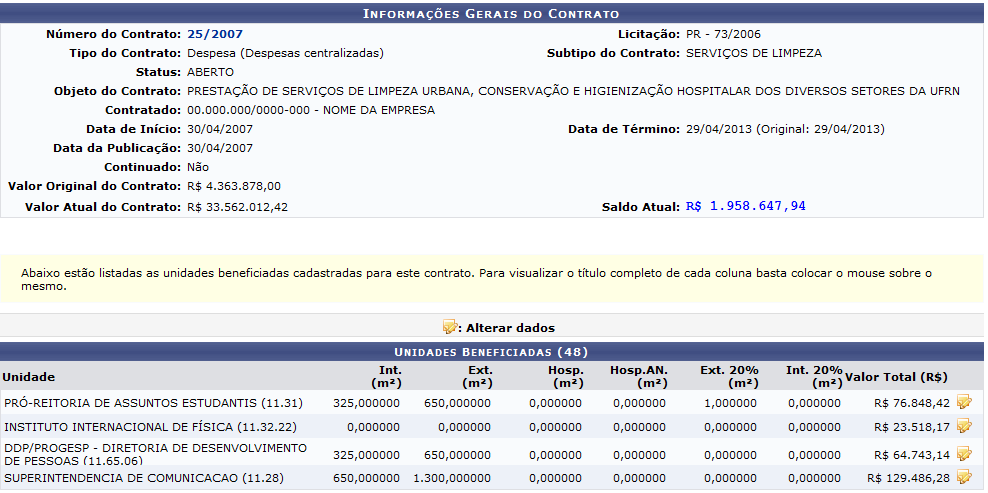 INFORMAÇÕES GERAIS DO CONTRATO
Número do Contrato: 25/2007 Licitação: PR - 73/2006
Tipo do Contrato: Despesa (Despesas centralizadas) Subtipo do Contrato: SERVIÇOS DE LIMPEZA
Status: ABERTO
Objeto do Contrato: PRESTAÇÃO DE SERVIÇOS DE LIMPEZA URBANA, CONSERVAÇÃO E HIGIENIZAÇÃO HOSPITALAR DOS DIVERSOS SETORES DA UFRN
Contratado: 00.000.000/0000-000 - NOME DA EMPRESA
Data de Início: 30/04/2007 Data de Término: 29/04/2013 (Original: 29/04/2013)
Data da Publicação: 30/04/2007
Continuado: Não
Valor Original do Contrato: R$ 4.363.878,00
Valor Atual do Contrato: R$ 33.562.012,42 Saldo Atual: R$ 1.958.647,94
Abaixo estão listadas as unidades beneficiadas cadastradas para este contrato. Para visualizar o título completo de cada coluna basta colocar o mouse sobre o
mesmo.
: Alterar dados
UNIDADES BENEFICIADAS (48)
Unidade Int. (m²) Ext. (m²) Hosp. (m²) Hosp.AN. (m²) Ext. 20% (m²) Int. 20% (m²) Valor Total (R$)
PRÓ-REITORIA DE ASSUNTOS ESTUDANTIS (11.31) 325,000000 650,000000 0,000000 0,000000 1,000000 0,000000 R$ 76.848,42
INSTITUTO INTERNACIONAL DE FÍSICA (11.32.22) 0,000000 0,000000 0,000000 0,000000 0,000000 0,000000 R$ 23.518,17
DDP/PROGESP - DIRETORIA DE DESENVOLVIMENTO
DE PESSOAS (11.65.06) 325,000000 650,000000 0,000000 0,000000 0,000000 0,000000 R$ 64.743,14
SUPERINTENDENCIA DE COMUNICACAO (11.28) 650,000000 1.300,000000 0,000000 0,000000 0,000000 0,000000 R$ 129.486,28